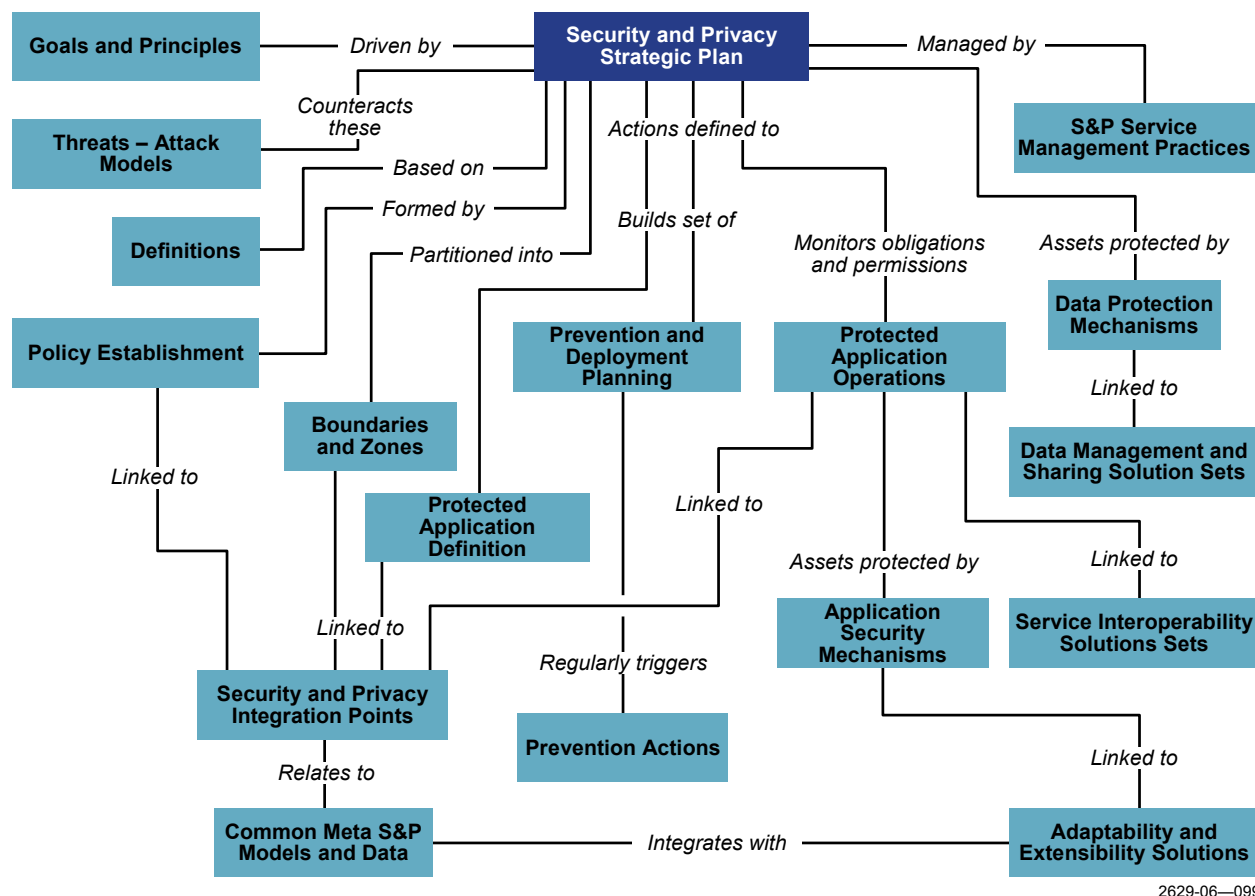 Goals and Principles
Driven by
Security and Privacy
Strategic Plan
Managed by
Counteracts
these
Actions defined to
Threats – Attack
Models
S&P Service
Management Practices
Based on
Formed by
Builds set of
Definitions
Partitioned into
Monitors obligations
and permissions
Assets protected by
Data Protection
Mechanisms
Policy Establishment
Prevention and
Deployment
Planning
Protected
Application
Operations
Linked to
Boundaries
and Zones
Data Management and
Sharing Solution Sets
Linked to
Protected
Application
Definition
Linked to
Assets protected by
Linked to
Linked to
Application
Security
Mechanisms
Service Interoperability
Solutions Sets
Regularly triggers
Security and Privacy
Integration Points
Prevention Actions
Relates to
Linked to
Common Meta S&P
Models and Data
Integrates with
Adaptability and
Extensibility Solutions
2629-06—099